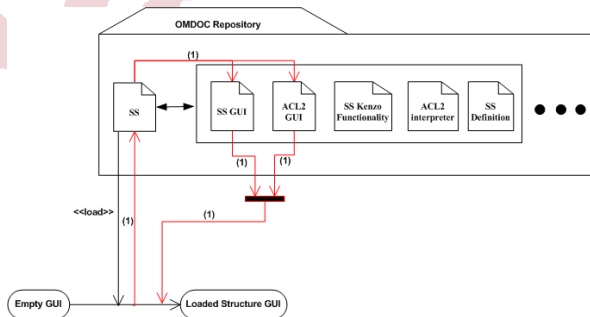 OMDOC Repository
(1)
SS
SS GUI
ACL2
GUI
SS Kenzo
Functionality
ACL2
interpreter
SS
Definition
(1)
(1)
<<load>>
(1)
(1)
Empty GUI
Loaded Structure GUI